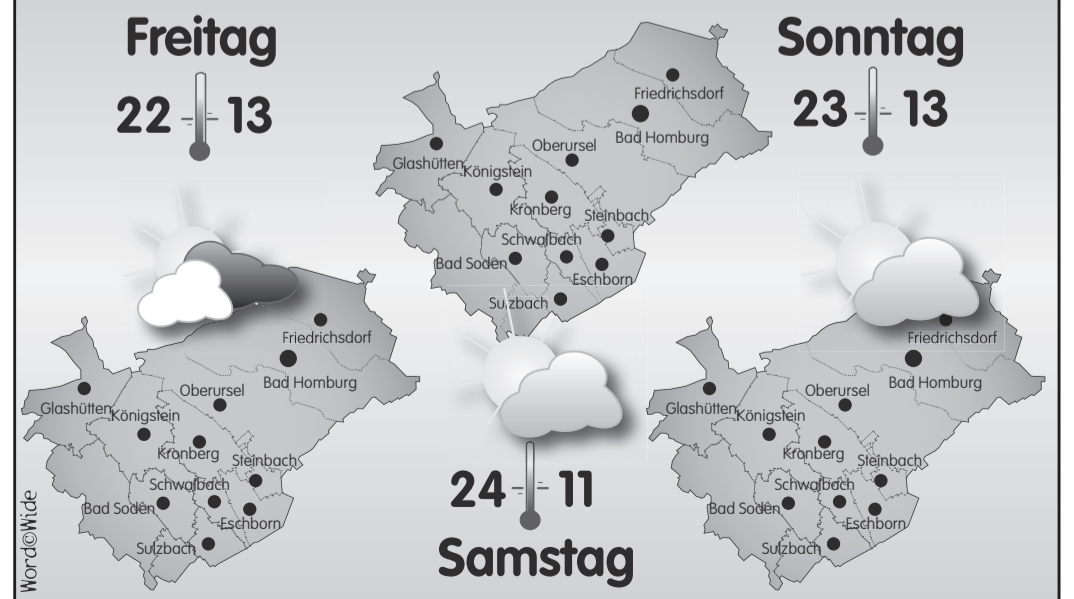 Freitag
22 13
Friedrichsdorf
Bad Homburg
Oberursel
Glashütten
Königstein
Kronberg
Steinbach
Schwalbach
Bad Soden
Eschborn
Sulzbach
Friedrichsdorf
Bad Homburg
Oberursel
Glashütten
Königstein
Kronberg
Steinbach
Schwalbach
Bad Soden
Eschborn
Sulzbach
24 11
Samstag
Sonntag
23 13
Friedrichsdorf
Bad Homburg
Oberursel
Glashütten
Königstein
Kronberg
Steinbach
Schwalbach
Bad Soden
Eschborn
Sulzbach
Word©Wide